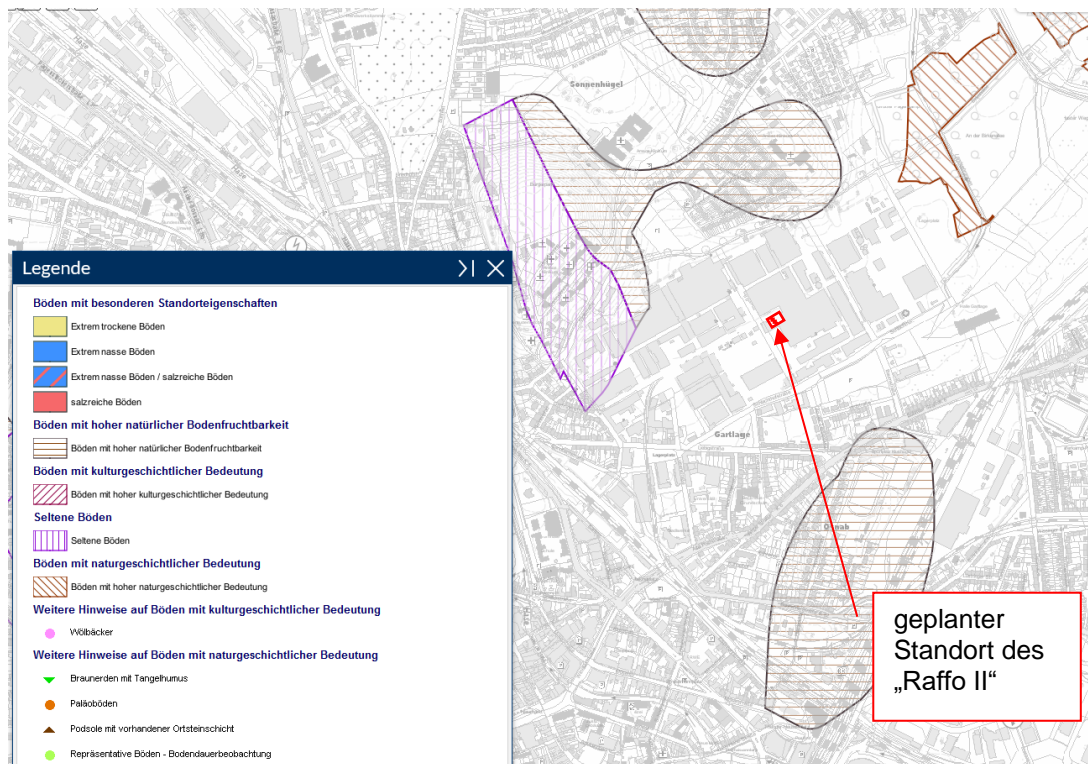 Sonnenhügel
Legende
Böden mit besonderen Standorteigenschaften
Extrem trockene Böden
Extrem nasse Böden
Extrem nasse Böden / salzreiche Böden
salzreiche Böden
Böden mit hoher natürlicher Bodenfruchtbarkeit
Böden mit hoher natürlicher Bodenfruchtbarkeit
Böden mit kulturgeschichtlicher Bedeutung
Böden mit hoher kulturgeschichtlicher Bedeutung
Seltene Böden
Seltene Böden
Böden mit naturgeschichtlicher Bedeutung
Böden mit hoher naturgeschichtlicher Bedeutung
Weitere Hinweise auf Böden mit kulturgeschichtlicher Bedeutung
Wölbäcker
Weitere Hinweise auf Böden mit naturgeschichtlicher Bedeutung
Braunerden mit Tangelhumus
Paläoböden
Podsole mit vorhandener Ortsteinschicht
Repräsentative Böden - Bodendauerbeobachtung
Gartlage
geplanter
Standort des
„Raffo II“